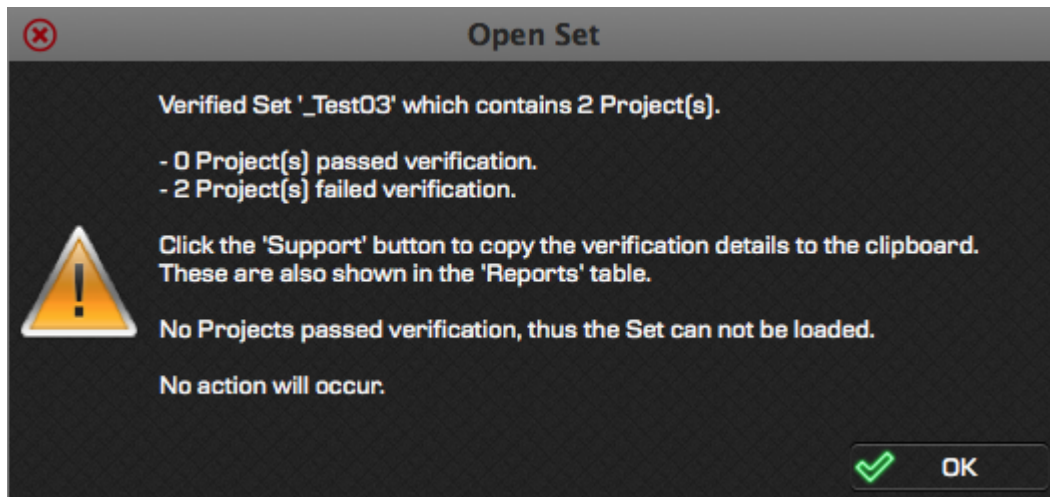 Open Set
Verified Set '_Test03' which contains 2 Project(s).
- 0 Project(s) passed verification.
- 2 Project(s) failed verification.
Click the 'Support' button to copy the verification details to the clipboard.
These are also shown in the 'Reports' table.
No Projects passed verification, thus the Set can not be loaded.
No action will occur.
OK